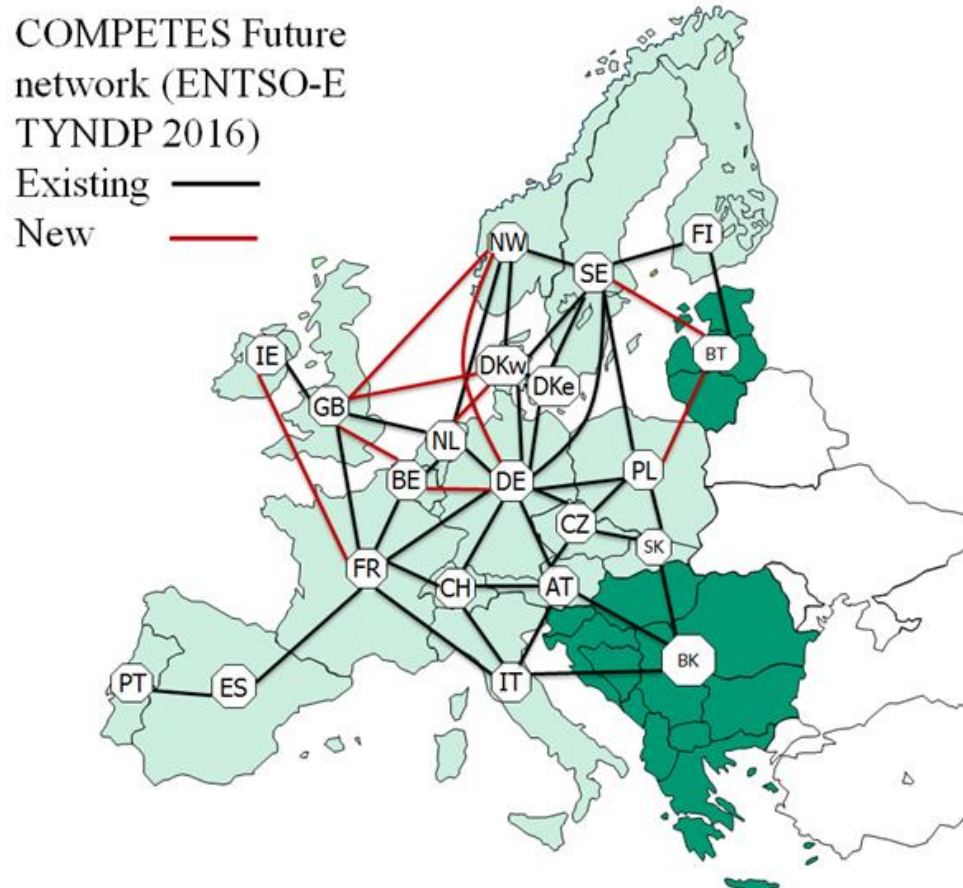 COMPETES Future
network (ENTSO-E
TYNDP 2016)
Existing
New
NW
FI
SE
IE
BT
DKw
DKe
GB
NL
BE
DE
PL
CZ
SK
FR
CH
AT
BK
PT
ES
IT